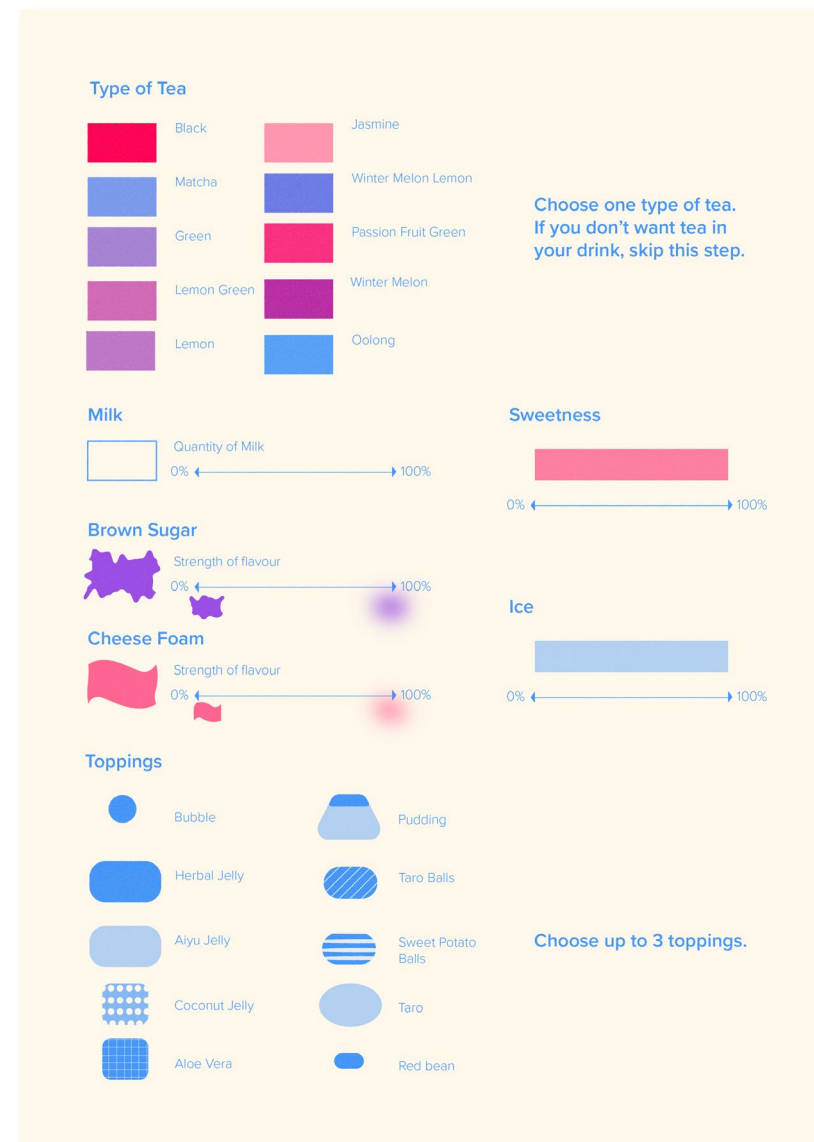 Type of Tea
Black
Jasmine
Matcha
Winter Melon Lemon
Green
Passion Fruit Green
Lemon Green
Winter Melon
Lemon
Oolong
Choose one type of tea.
If you don’t want tea in
your drink, skip this step.
Milk
Quantity of Milk
0% 100%
Sweetness
0% 100%
Brown Sugar
Strength of flavour
0% 100%
Cheese Foam
Strength of flavour
0% 100%
Ice
0% 100%
Toppings
Bubble
Pudding
Herbal Jelly
Taro Balls
Aiyu Jelly
Sweet Potato
Balls
Coconut Jelly
Taro
Aloe Vera
Red bean
Choose up to 3 toppings.